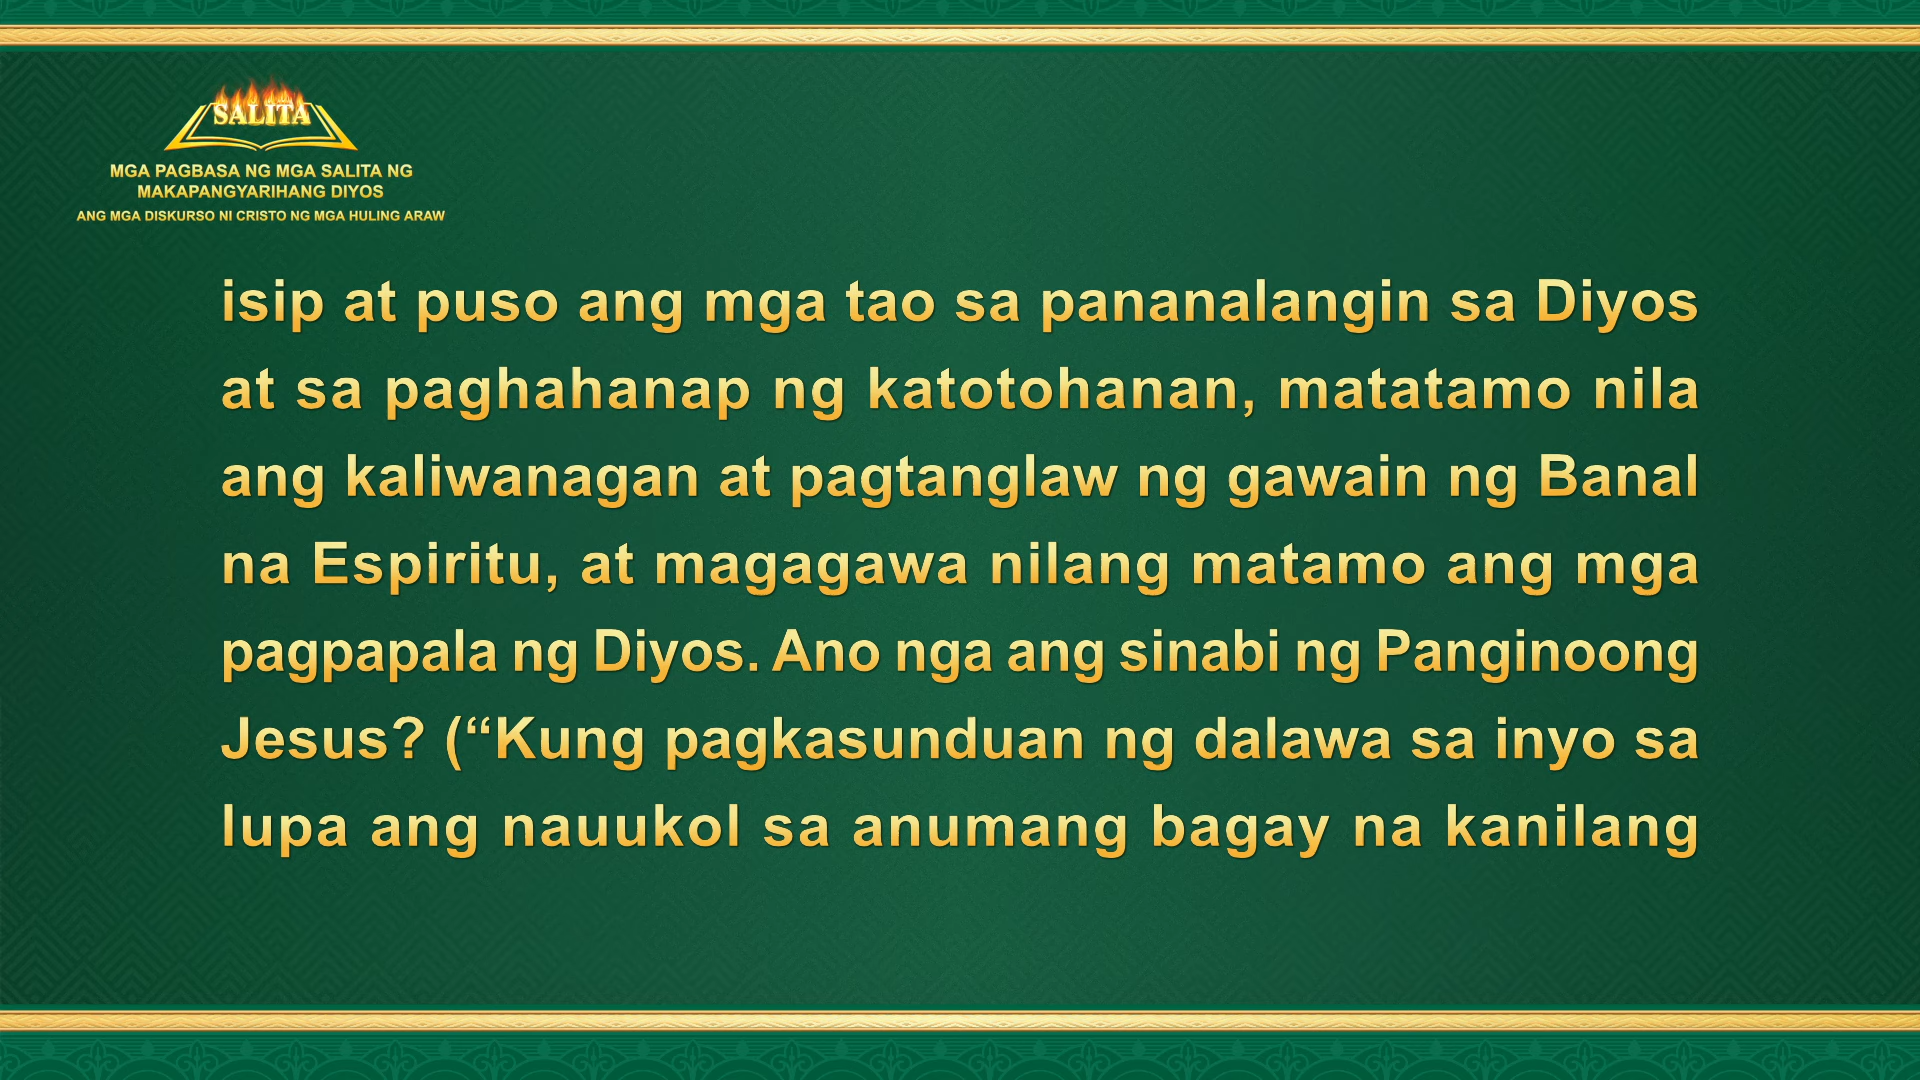 SALITA
MGA PAGBASA NG MGA SALITA NG
MAKAPANGYARIHANG DIYOS
ANG MGA DISKURSO NI CRISTO NG MGA HULING ARAW
isip at puso ang mga tao sa pananalangin sa Diyos
at sa paghahanap ng katotohanan, matatamo nila
ang kaliwanagan at pagtanglaw ng gawain ng Banal
na Espiritu, at magagawa nilang matamo ang mga
pagpapala ng Diyos. Ano nga ang sinabi ng Panginoong
Jesus? (“Kung pagkasunduan ng dalawa sa inyo sa
lupa ang nauukol sa anumang bagay na kanilang